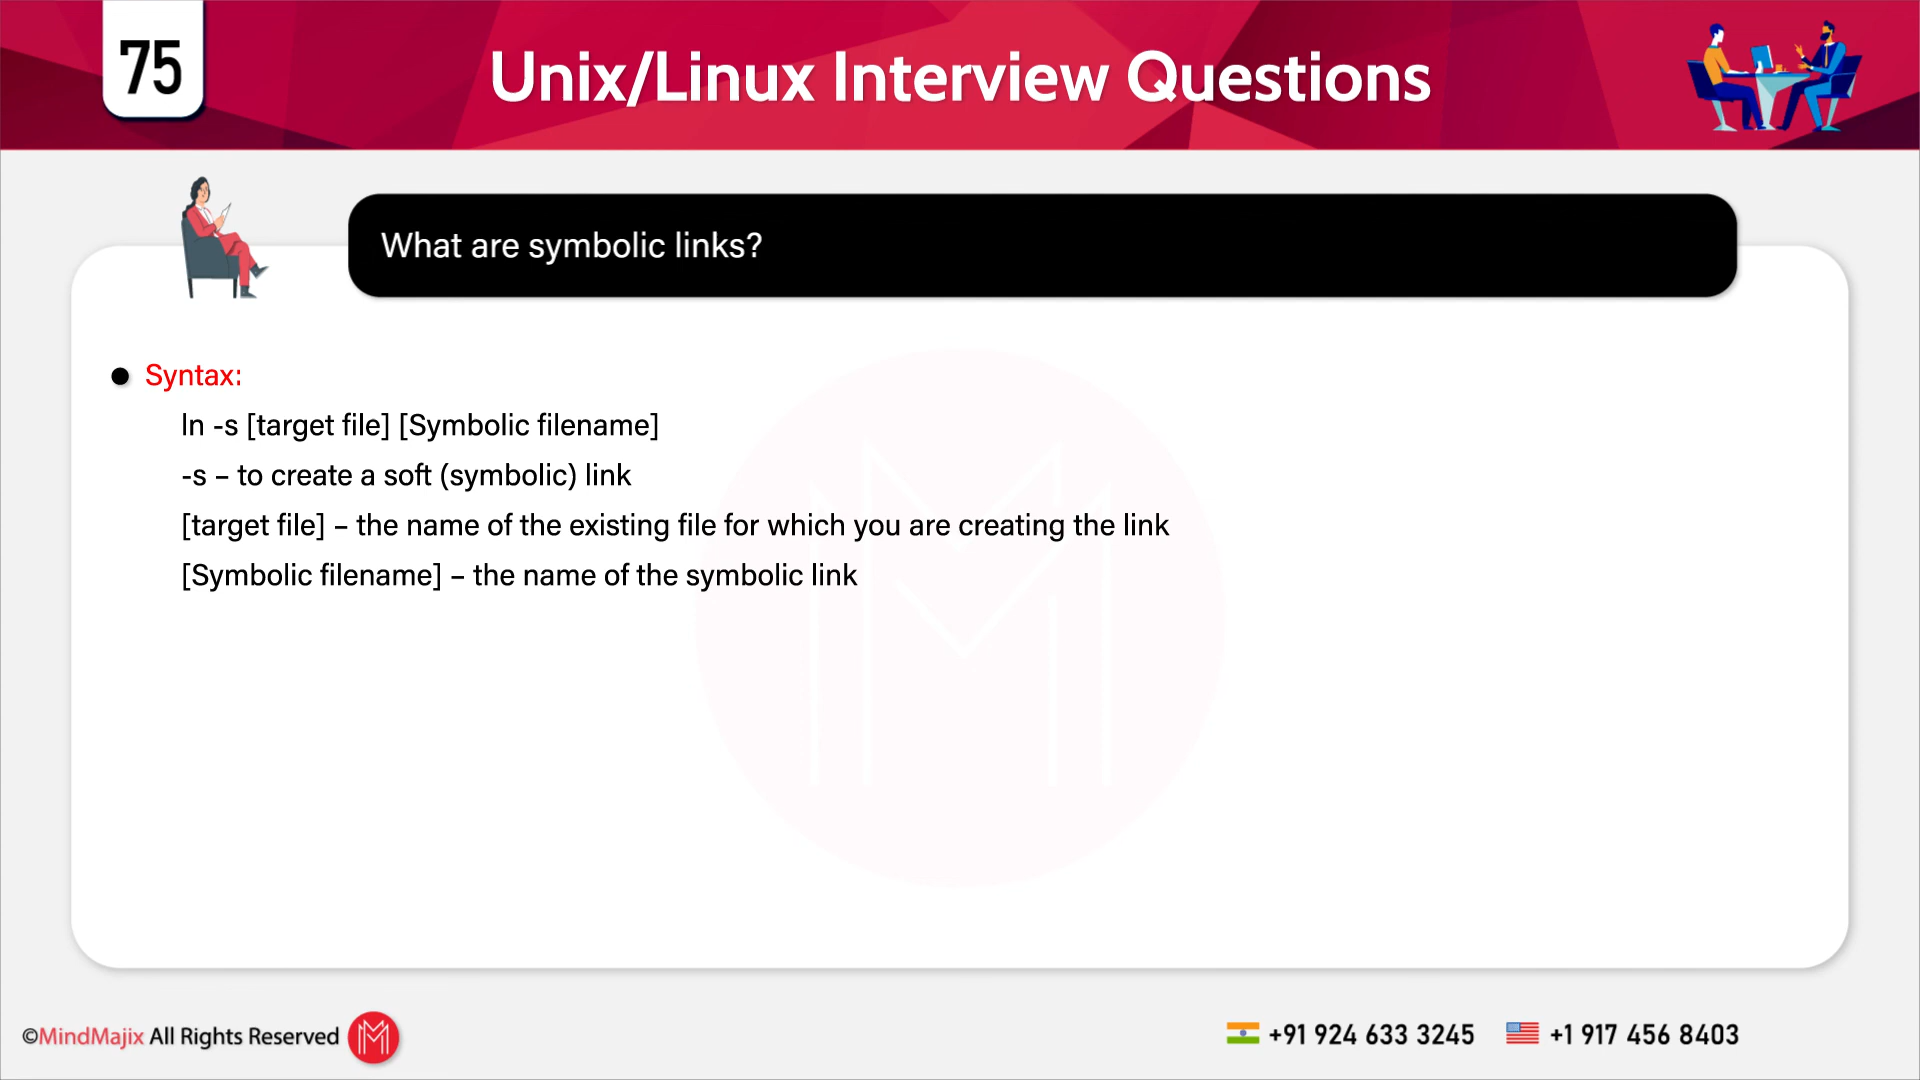 75
Unix/Linux Interview Questions
What are symbolic links?
● Syntax:
ln -s [target file] [Symbolic filename]
-s – to create a soft (symbolic) link
[target file] – the name of the existing file for which you are creating the link
[Symbolic filename] – the name of the symbolic link
©MindMajix All Rights Reserved
+91 924 633 3245
+1 917 456 8403